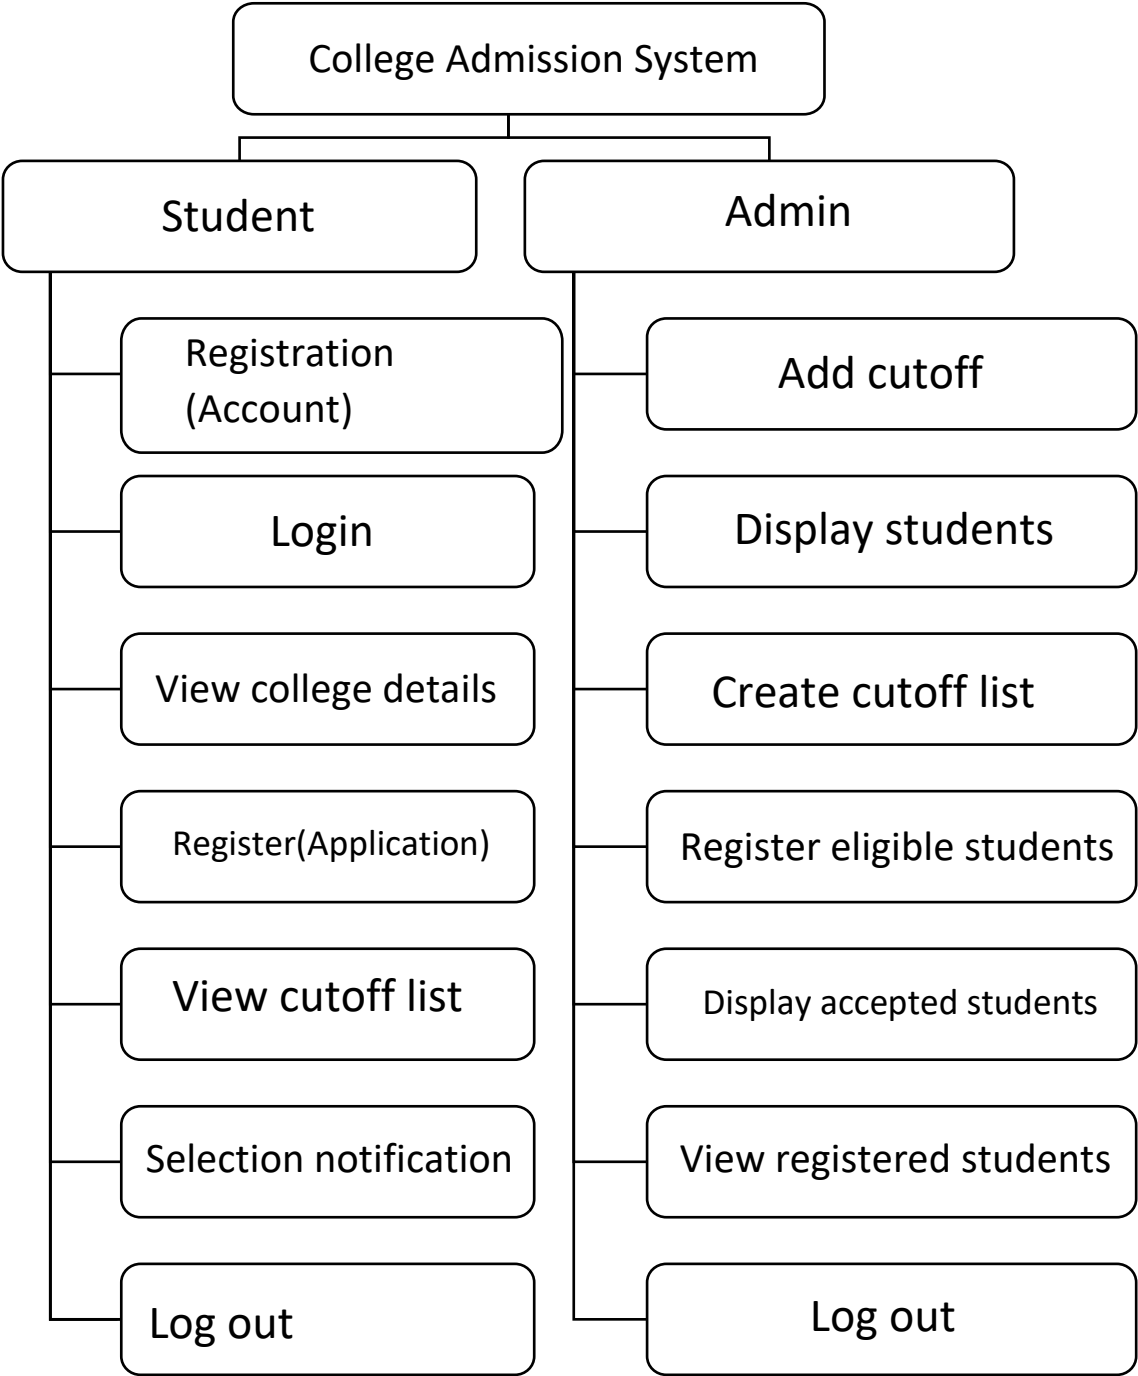 College Admission System
Student
Admin
Registration
(Account)
Login
View college details
Register(Application)
View cutoff list
Selection notification
Log out
Add cutoff
Display students
Create cutoff list
Register eligible students
Display accepted students
View registered students
Log out